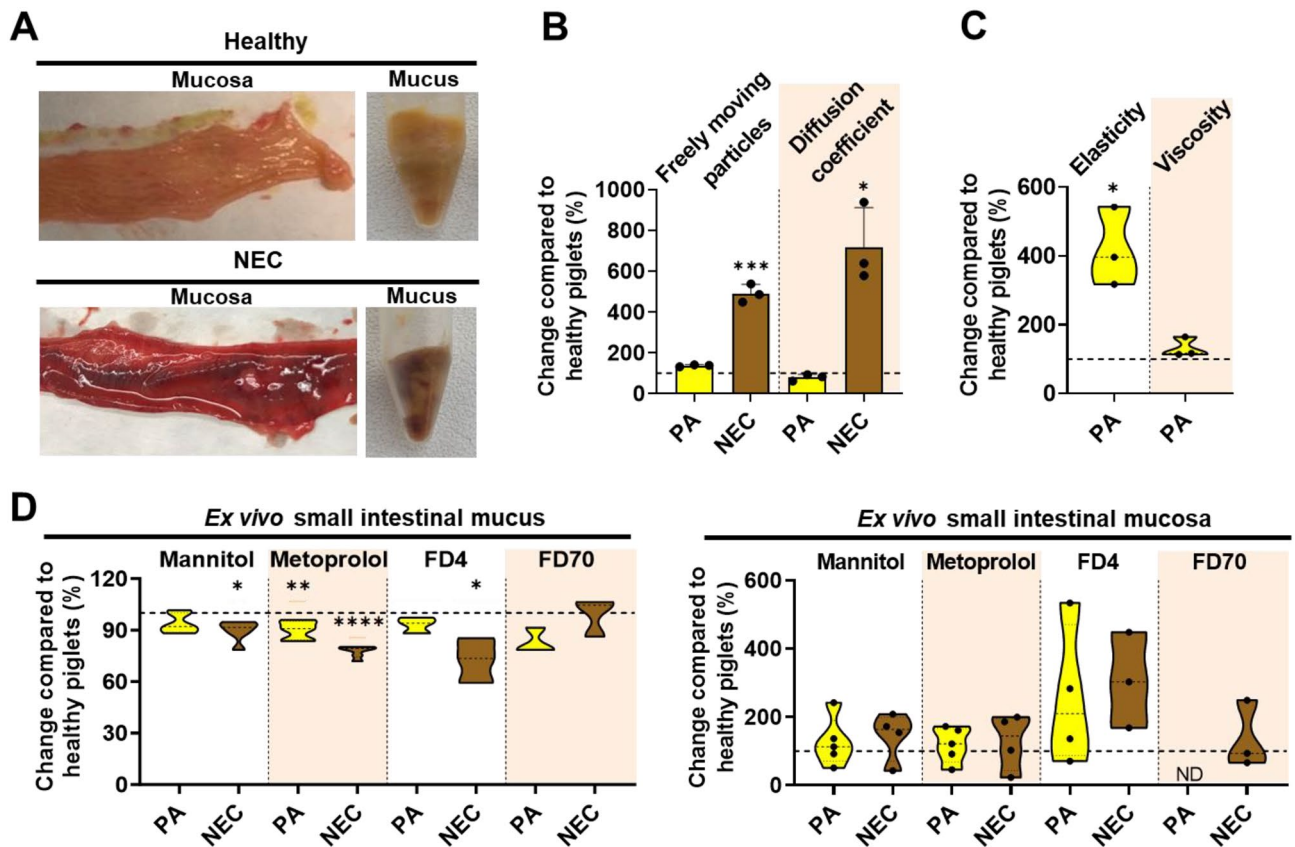 A
Healthy
Mucosa Mucus
NEC
Mucosa Mucus
B
Freely moving
particles
Diffusion
coefficient
Change compared to
healthy piglets (%)
1000
800
600
400
200
0
***
*
PA NEC PA NEC
C
Elasticity Viscosity
Change compared to
healthy piglets (%)
600
400
200
0
*
PA PA
D
Ex vivo small intestinal mucus
Mannitol Metoprolol FD4 FD70
Change compared to
healthy piglets (%)
120
90
60
30
0
* ** **** *
PA NEC PA NEC PA NEC PA NEC
Ex vivo small intestinal mucosa
Mannitol Metoprolol FD4 FD70
Change compared to
healthy piglets (%)
600
400
200
0
ND
PA NEC PA NEC PA NEC PA NEC